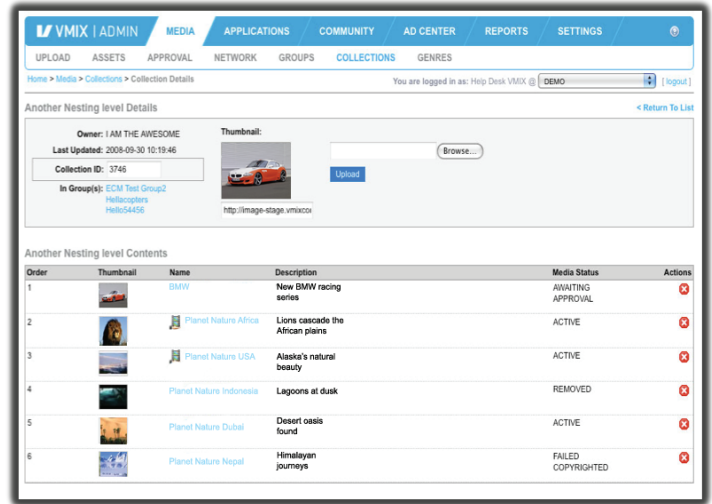 VMIX | ADMIN MEDIA APPLICATIONS COMMUNITY AD CENTER REPORTS SETTINGS
UPLOAD ASSETS APPROVAL NETWORK GROUPS COLLECTIONS GENRES
Home > Media > Collections > Collection Details You are logged in as: Help Desk VMIX @ DEMO [ logout ]
Another Nesting level Details < Return To List
Owner: I AM THE AWESOME Thumbnail:
Last Updated: 2008-09-30 10:19:46 Browse...
Collection ID: 3746 Upload
In Group(s): ECM Test Group2
Hellacopters
Hello54456 http://image-stage.vmixcor
Another Nesting level Contents
Order Thumbnail Name Description Media Status Actions
1 BMW New BMW racing AWAITING
series APPROVAL
2 Planet Nature Africa Lions cascade the ACTIVE
African plains
3 Planet Nature USA Alaska's natural ACTIVE
beauty
4 Planet Nature Indonesia Lagoons at dusk REMOVED
5 Planet Nature Dubai Desert oasis ACTIVE
found
6 Planet Nature Nepal Himalayan FAILED
journeys COPYRIGHTED